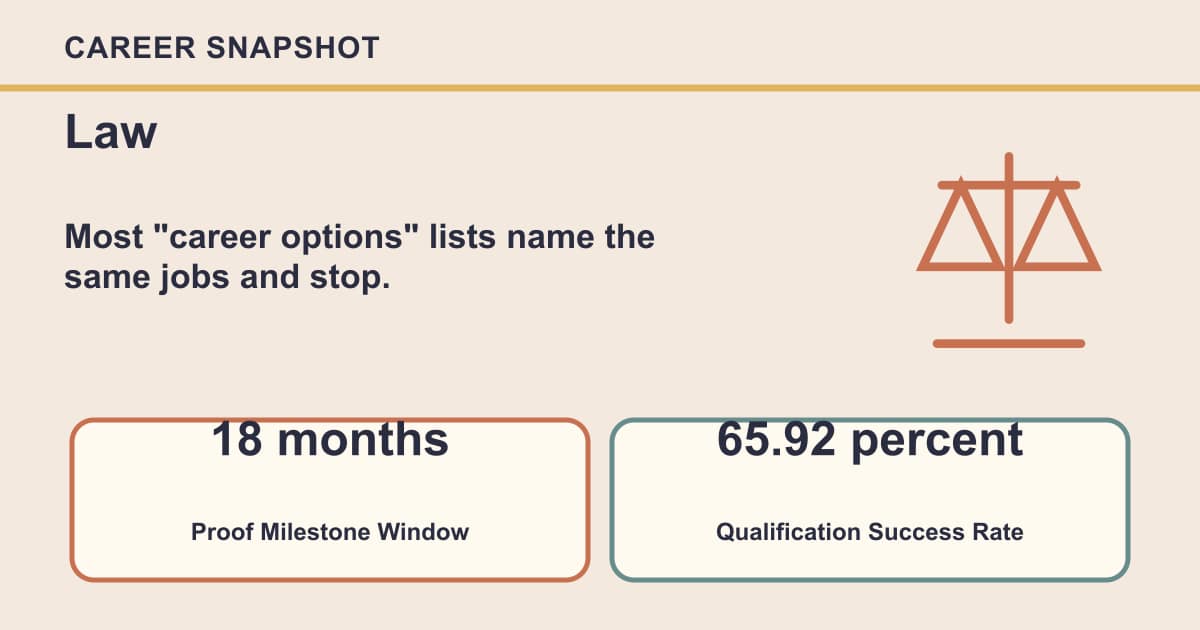 CAREER SNAPSHOT
Law
Most "career options" lists name the
same jobs and stop.
18 months
Proof Milestone Window
65.92 percent
Qualification Success Rate